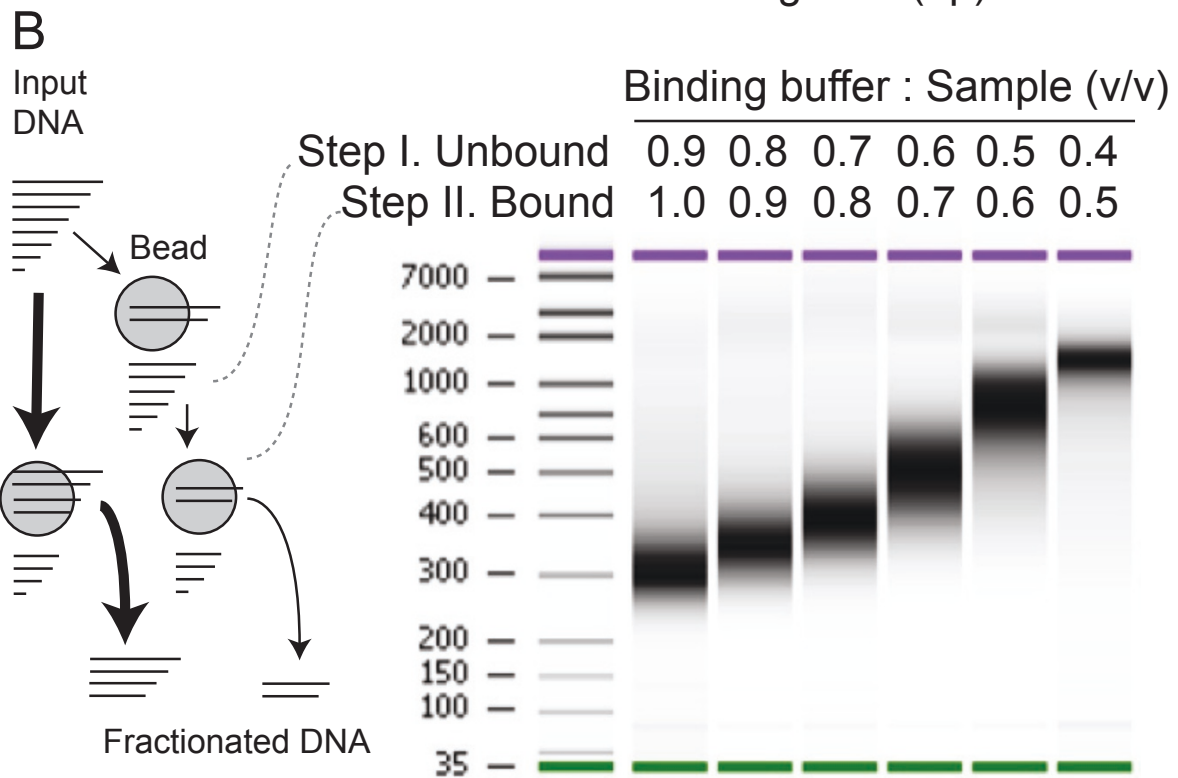 B
Input
DNA
Binding buffer : Sample (v/v)
Step I. Unbound 0.9 0.8 0.7 0.6 0.5 0.4
Step II. Bound 1.0 0.9 0.8 0.7 0.6 0.5
Bead
7000
2000
1000
600
500
400
300
200
150
100
35
Fractionated DNA